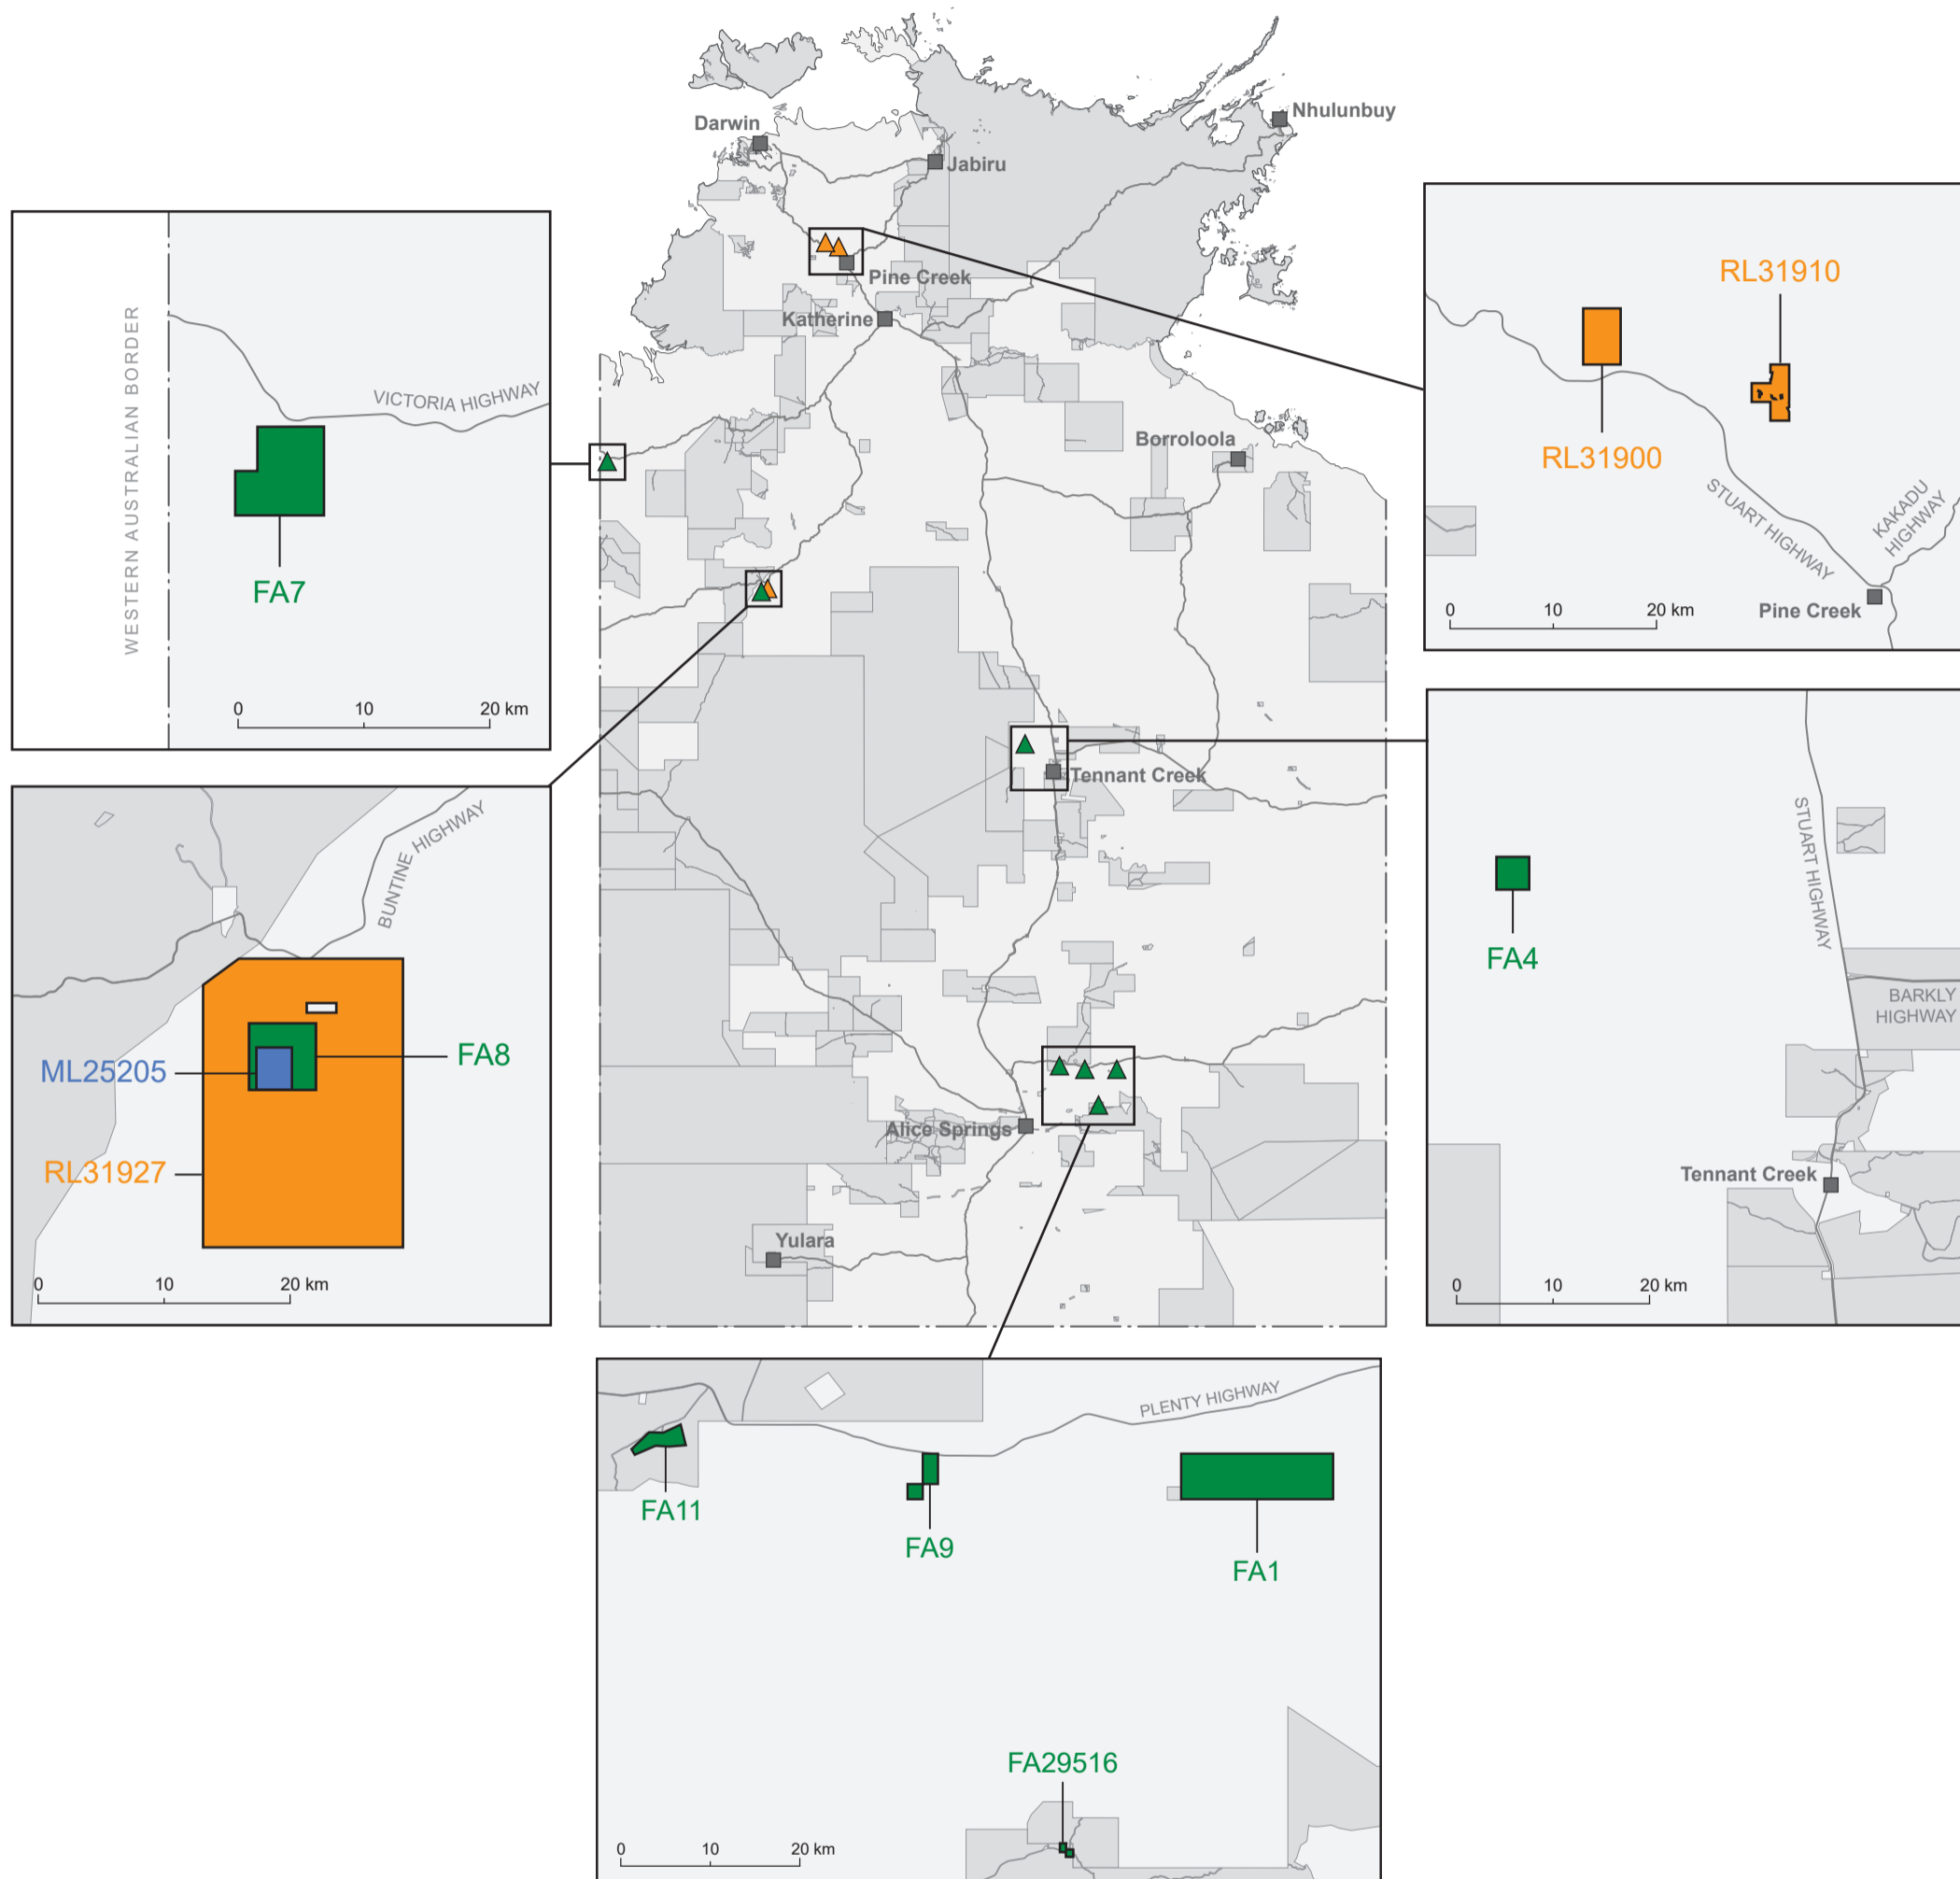 Darwin
Nhulunbuy
Jabiru
Pine Creek
Katherine
Borroloola
Tennant Creek
Alice Springs
Yulara
WESTERN AUSTRALIAN BORDER
VICTORIA HIGHWAY
FA7
0 10 20 km
RL31910
RL31900
STUART HIGHWAY
KAKADU
HIGHWAY
Pine Creek
0 10 20 km
BUNTINE HIGHWAY
ML25205
FA8
RL31927
0 10 20 km
STUART HIGHWAY
FA4
BARKLY
HIGHWAY
Tennant Creek
0 10 20 km
PLENTY HIGHWAY
FA11
FA9
FA1
FA29516
0 10 20 km